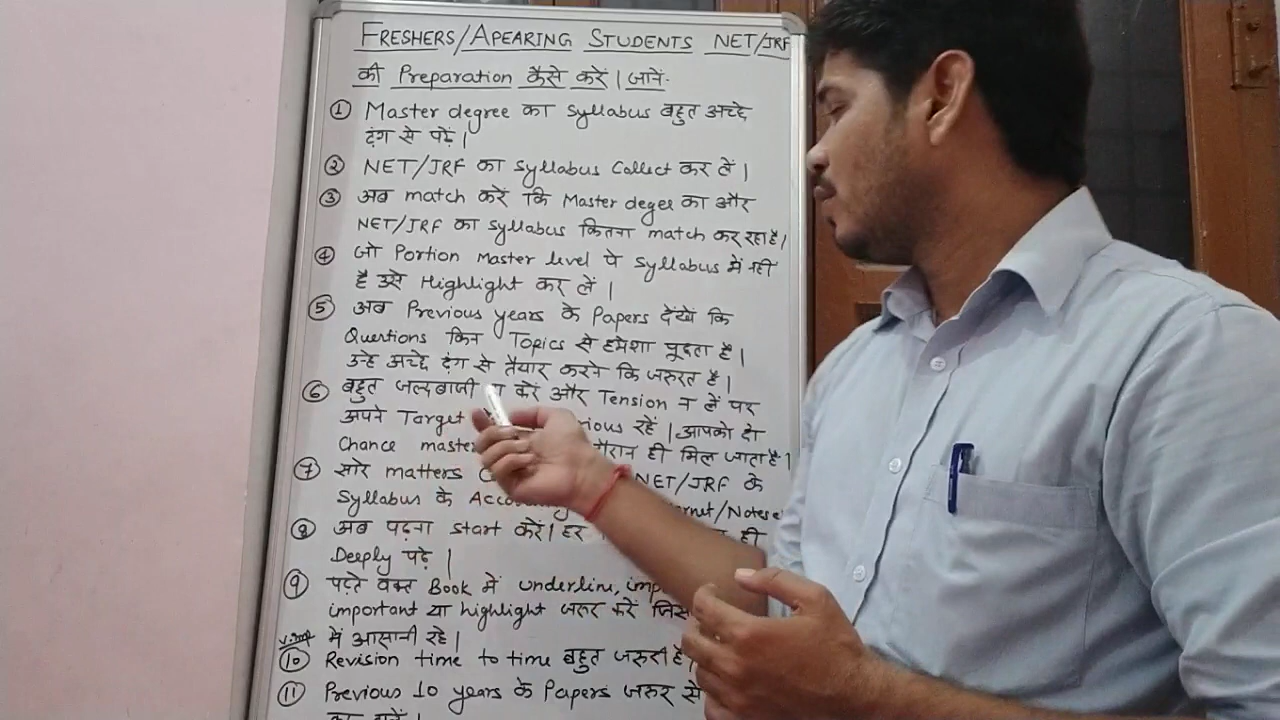 FRESHERS/APEARING STUDENTS NET/JRF
की Preparation कैसे करें। जानें-
① Master degree का syllabus बहुत अच्छे
ढ़ंग से पढ़ें।
② NET/JRF का syllabus Collect कर लें।
③ अब match करें कि Master degee का और
NET/JRF का syllabus कितना match कर रहा है।
④ जो Portion Master level पे syllabus में नहीं
है उसे Highlight कर लें।
⑤ अब Previous years के Papers देखें कि
Questions किन Topics से हमेशा पूछता है।
उन्हे अच्छे ढंग से तैयार करने कि जरुरत है।
⑥ बहुत जल्दबाजी करें और Tension न लें पर
अपने Target रहें। आपको दो
Chance ही मिल जाता है।
⑦ सारे matters NET/JRF के
Syllabus के
⑧ अब पढ़ना start करें। हर ही
Deeply पढ़े।
⑨ पढ़ते वक्त Book में underline,
important या highlight जरुर करें
v.imp में आसानी रहे।
⑩ Revision time to time बहुत जरुरी है।
⑪ Previous 10 years के Papers जरुर से